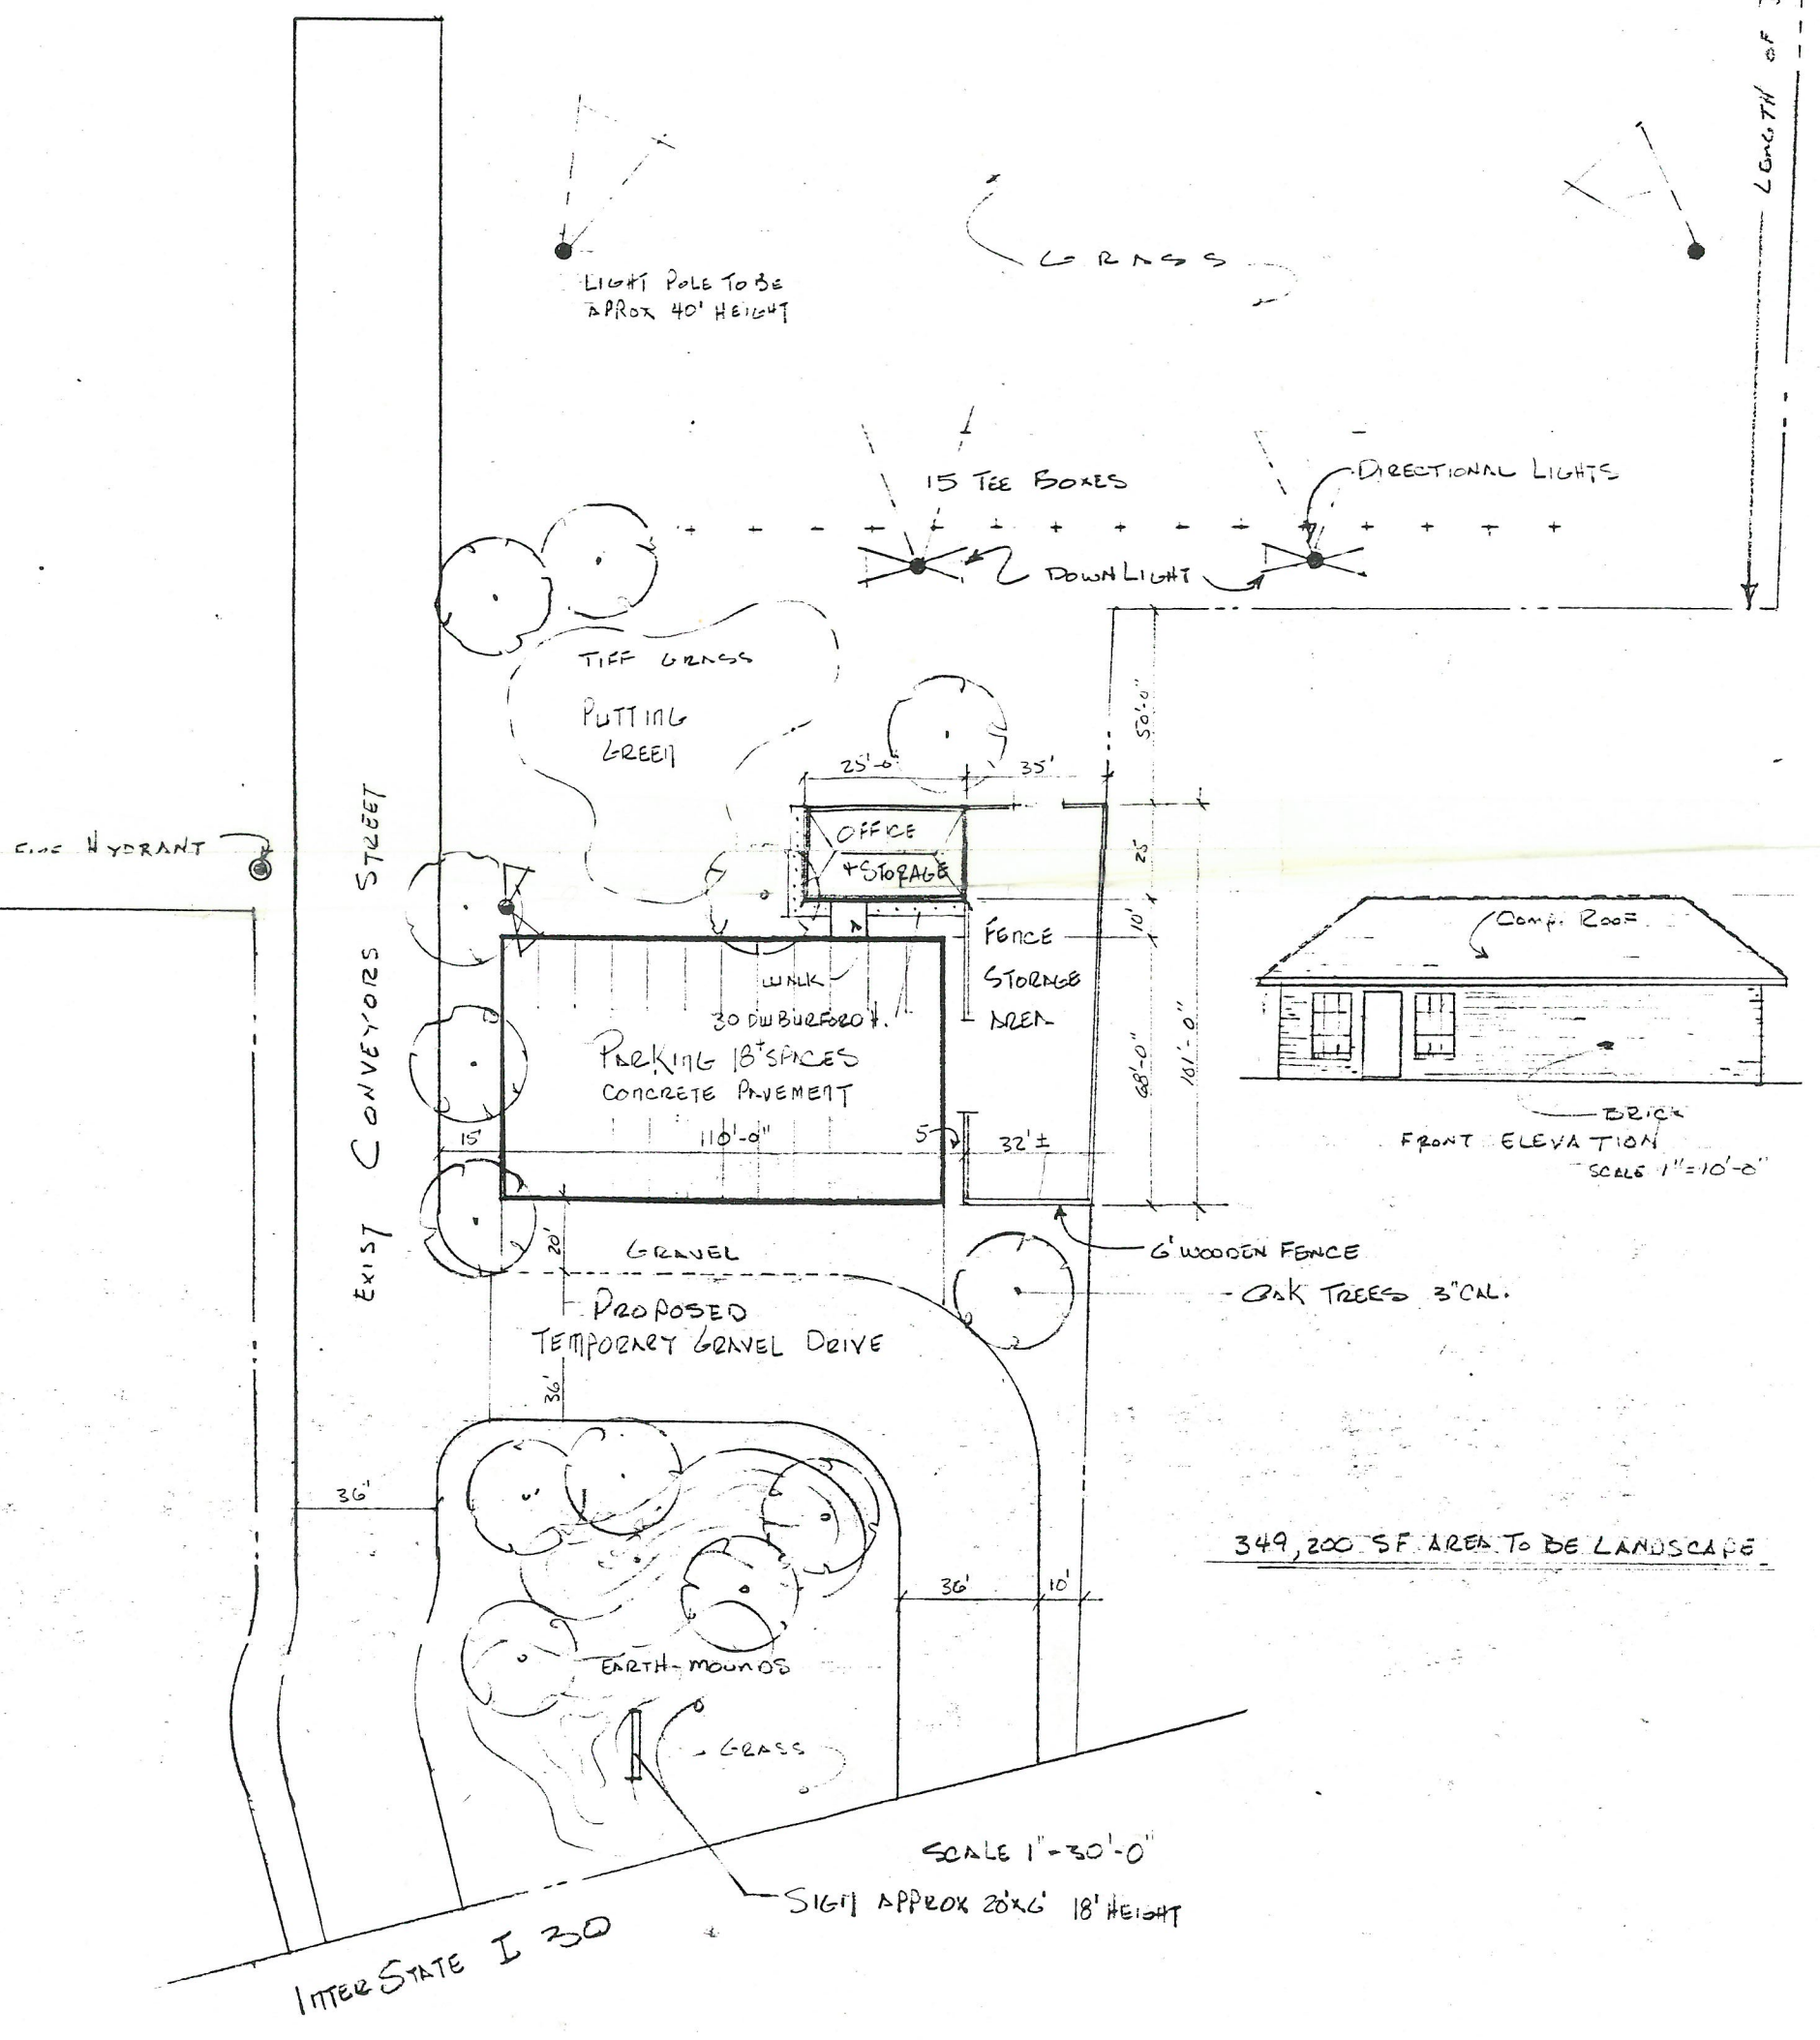 LENGTH OF
GRASS
LIGHT POLE TO BE
APROX 40' HEIGHT
15 TEE BOXES
DIRECTIONAL LIGHTS
DOWN LIGHT
TIFF GRASS
PUTTING
GREEN
50'-0"
25'-0"
35'
OFFICE
+ STORAGE
25'
10'
HYDRANT
EXIST CONVEYORS STREET
FENCE
STORAGE
AREA
WALK
30 DW BURFORD H.
PARKING 18+ SPACES
CONCRETE PAVEMENT
15'
110'-0"
5'
32'±
68'-0"
101'-0"
Comp. ROOF
BRICK
FRONT ELEVATION
SCALE 1"=10'-0"
20'
GRAVEL
6' WOODEN FENCE
OAK TREES 3" CAL.
PROPOSED
TEMPORARY GRAVEL DRIVE
36'
36'
36'
10'
349,200 SF AREA TO BE LANDSCAPE
EARTH-MOUNDS
GRASS
SCALE 1"-30'-0"
SIGN APPROX 20'x6' 18' HEIGHT
INTERSTATE I 30